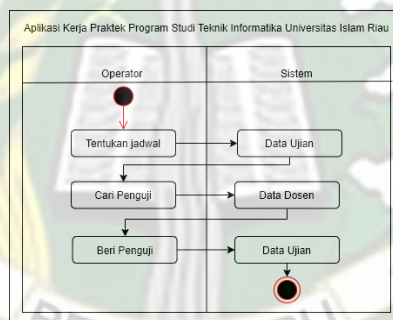 Aplikasi Kerja Praktek Program Studi Teknik Informatika Universitas Islam Riau
Operator
Sistem
Tentukan jadwal
Data Ujian
Cari Penguji
Data Dosen
Beri Penguji
Data Ujian